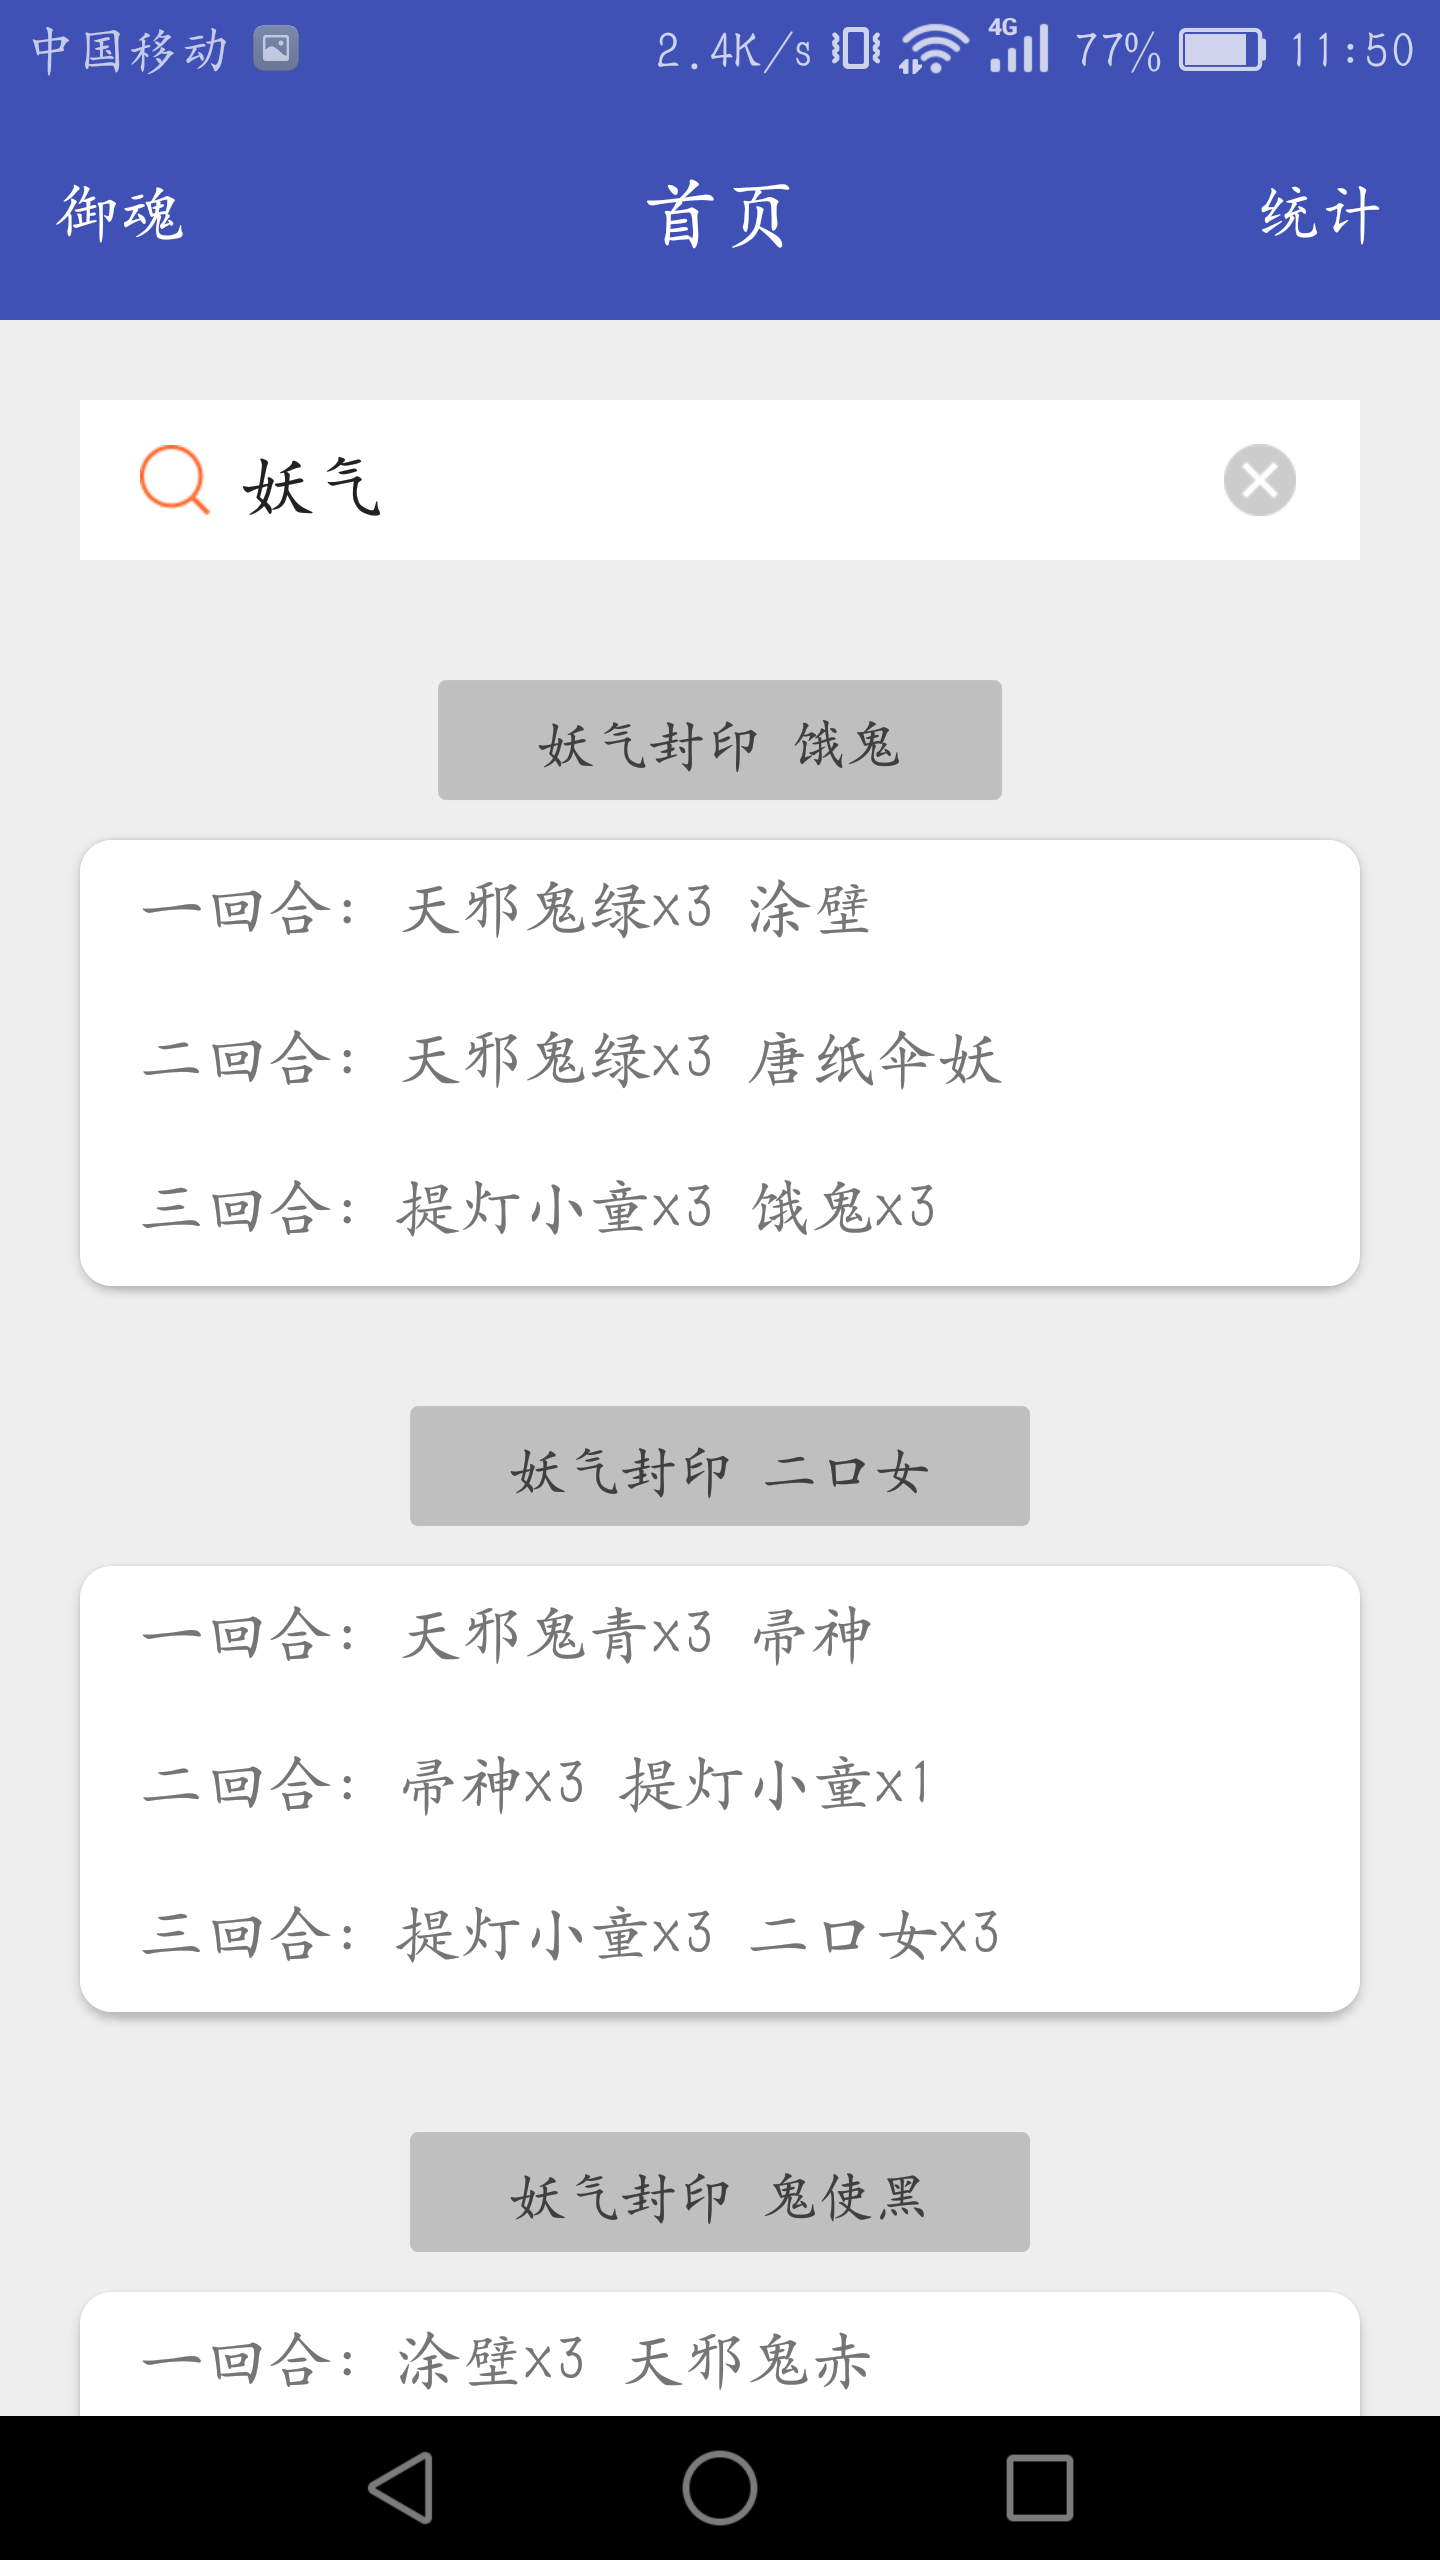 中国移动 2.4K/s 4G 77% 11:50
御魂 首页 统计
妖气
妖气封印 饿鬼
一回合: 天邪鬼绿x3 涂壁
二回合: 天邪鬼绿x3 唐纸伞妖
三回合: 提灯小童x3 饿鬼x3
妖气封印 二口女
一回合: 天邪鬼青x3 帚神
二回合: 帚神x3 提灯小童x1
三回合: 提灯小童x3 二口女x3
妖气封印 鬼使黑
一回合: 涂壁x3 天邪鬼赤